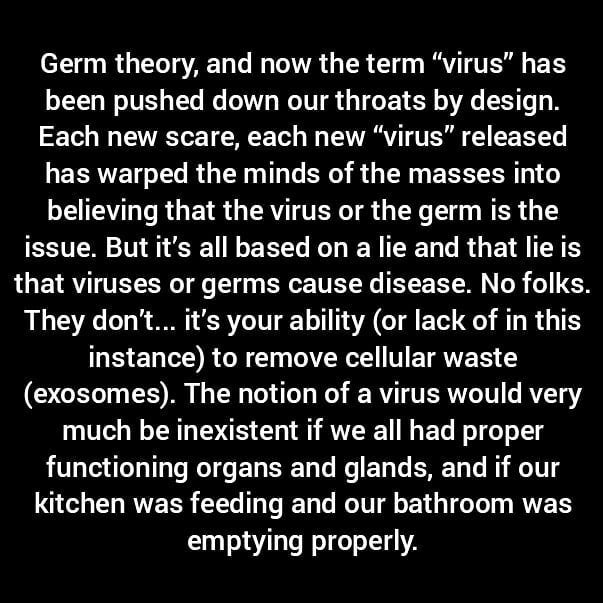 Germ theory, and now the term “virus” has
been pushed down our throats by design.
Each new scare, each new “virus” released
has warped the minds of the masses into
believing that the virus or the germ is the
issue. But it’s all based on a lie and that lie is
that viruses or germs cause disease. No folks.
They don’t... it’s your ability (or lack of in this
instance) to remove cellular waste
(exosomes). The notion of a virus would very
much be inexistent if we all had proper
functioning organs and glands, and if our
kitchen was feeding and our bathroom was
emptying properly.